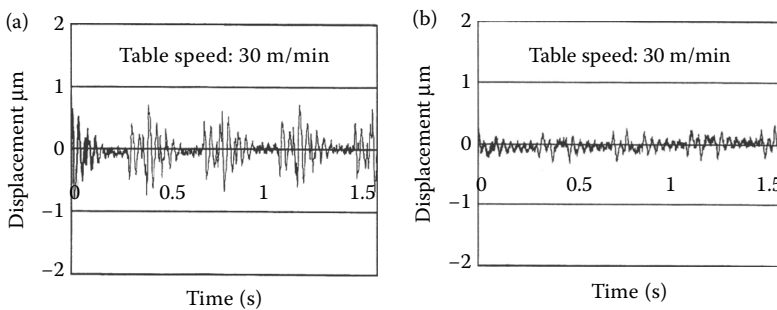 (a)
2
1
0
−1
−2
Displacement μm
Table speed: 30 m/min
0
0.5
1
1.5
Time (s)
(b)
2
1
0
−1
−2
Displacement μm
Table speed: 30 m/min
0
0.5
1
1.5
Time (s)